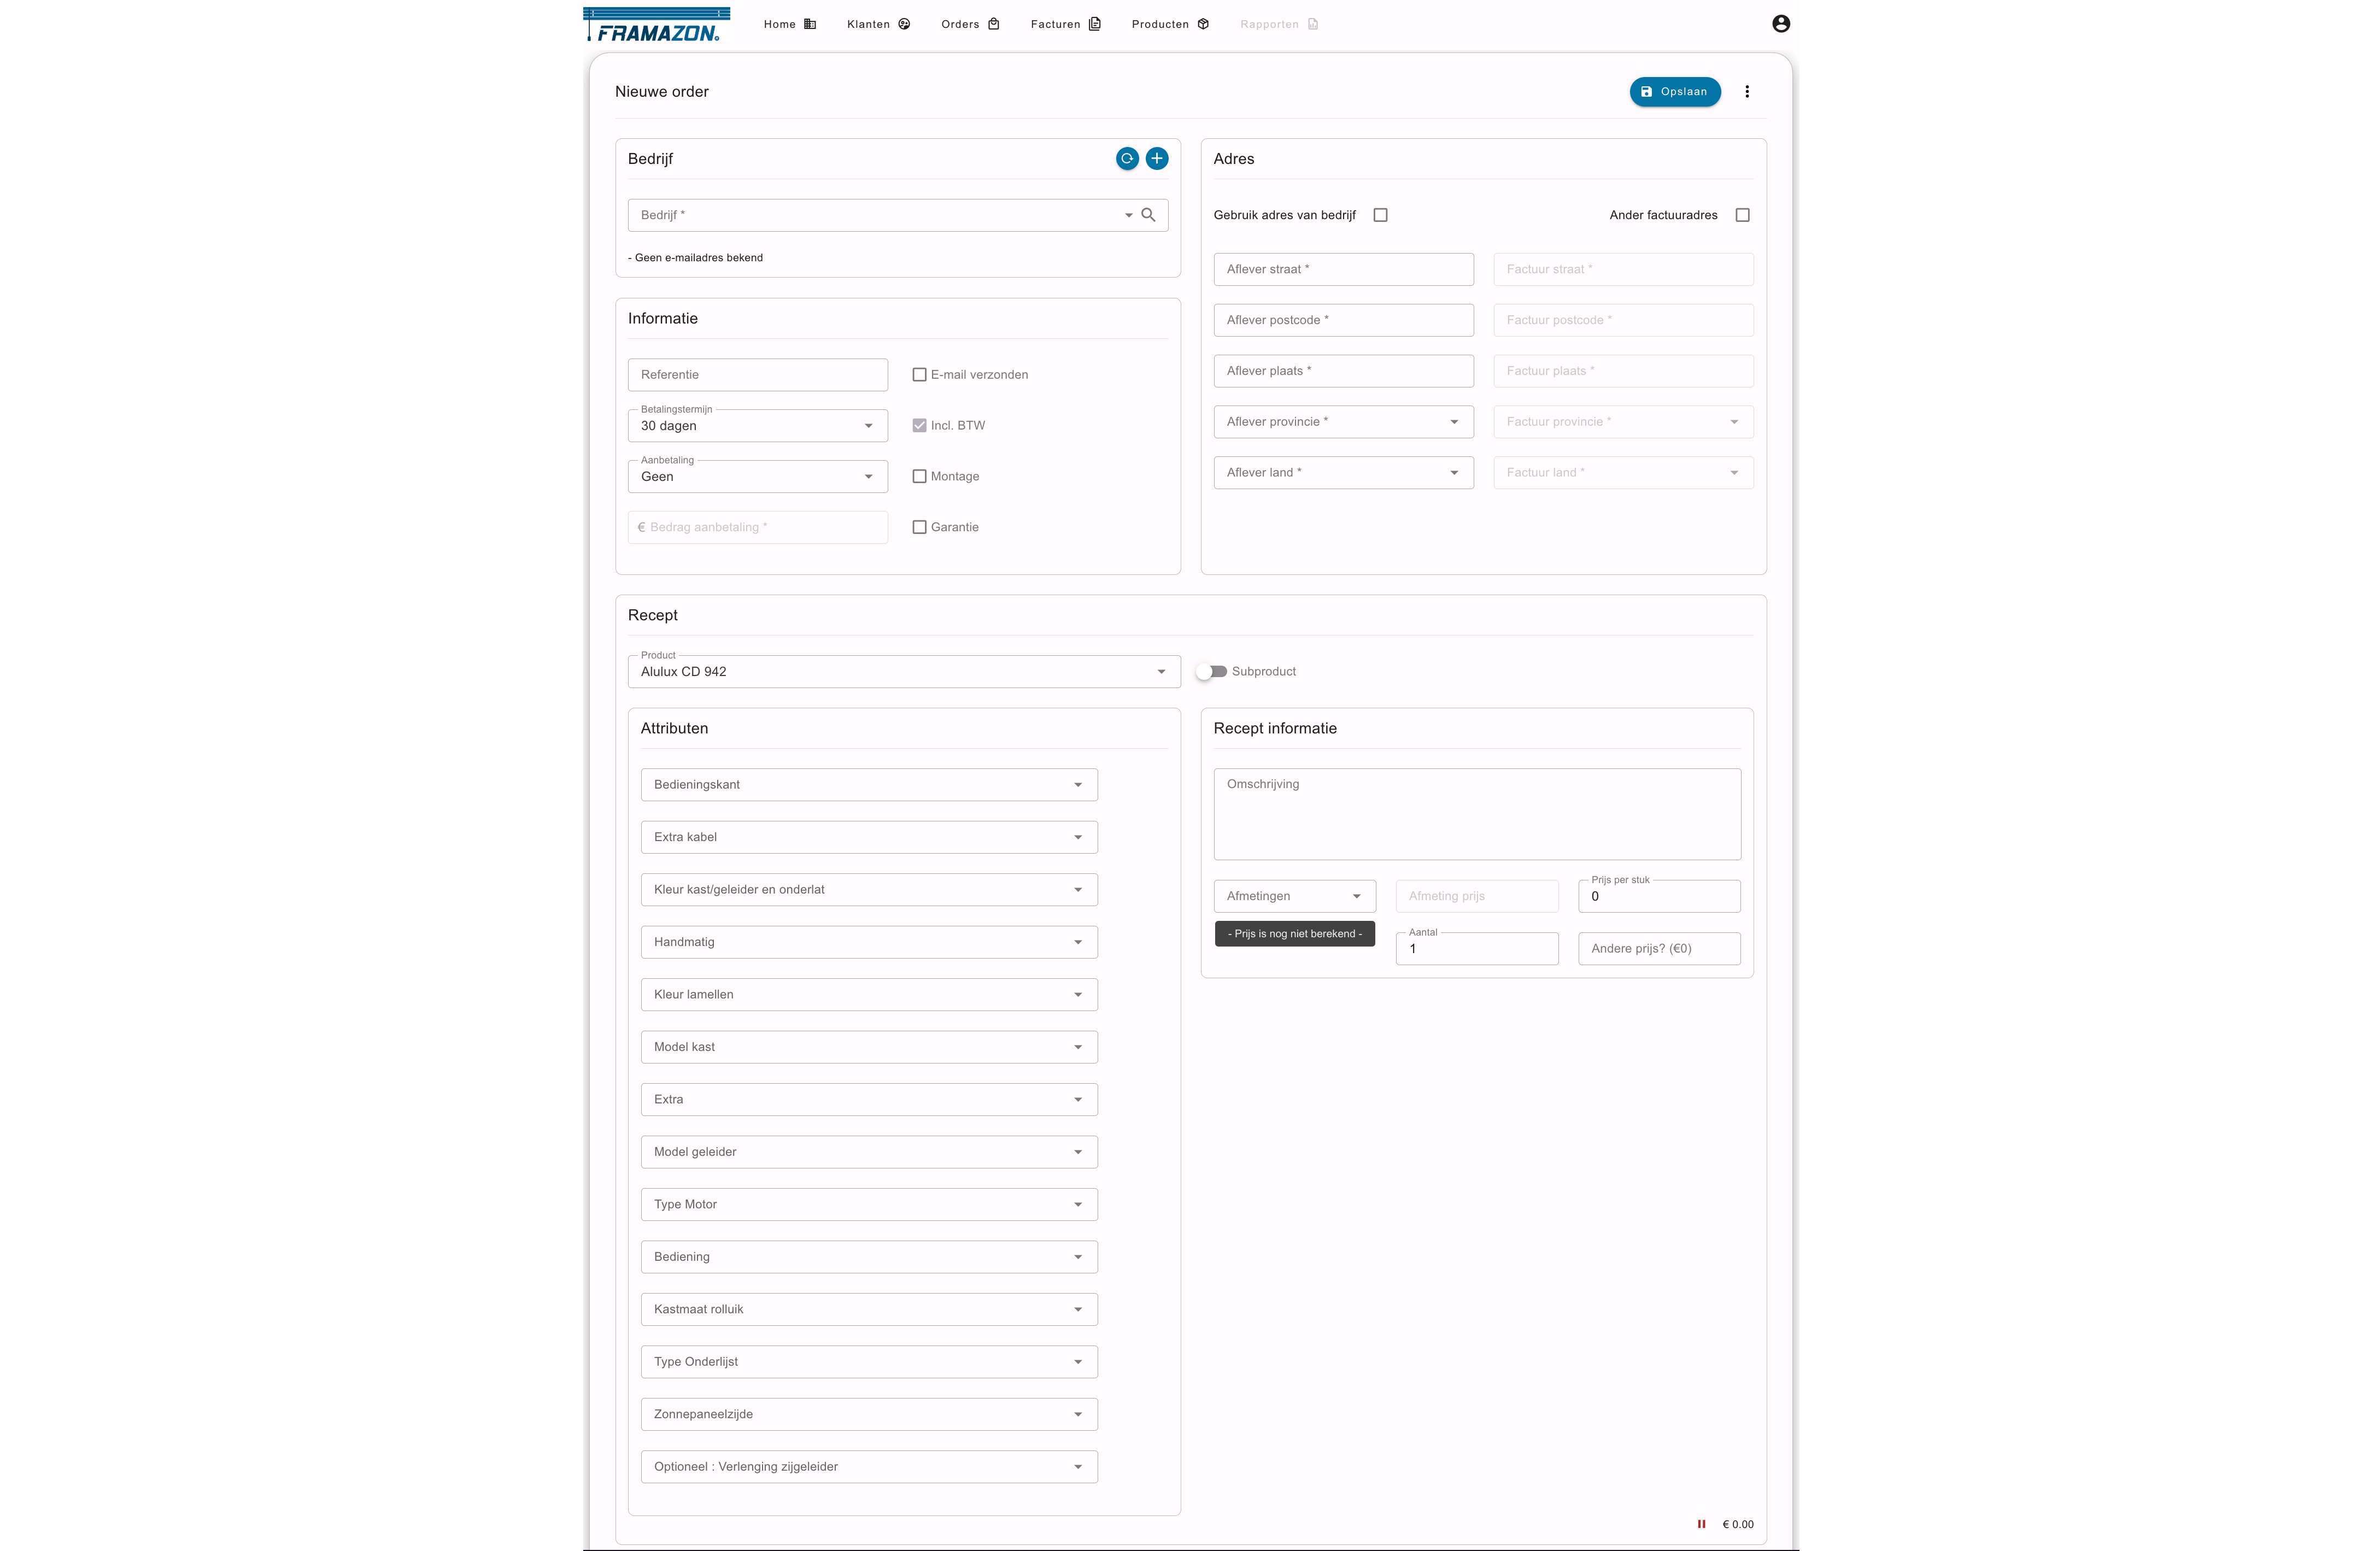 FRAMAZON
Home Klanten Orders Facturen Producten Rapporten
Nieuwe order
Opslaan
Bedrijf
Bedrijf *
- Geen e-mailadres bekend
Adres
Gebruik adres van bedrijf
Ander factuuradres
Aflever straat *
Factuur straat *
Aflever postcode *
Factuur postcode *
Aflever plaats *
Factuur plaats *
Aflever provincie *
Factuur provincie *
Aflever land *
Factuur land *
Informatie
Referentie
E-mail verzonden
Betalingstermijn
30 dagen
Incl. BTW
Aanbetaling
Geen
Montage
€ Bedrag aanbetaling *
Garantie
Recept
Product
Alulux CD 942
Subproduct
Attributen
Bedieningskant
Extra kabel
Kleur kast/geleider en onderlat
Handmatig
Kleur lamellen
Model kast
Extra
Model geleider
Type Motor
Bediening
Kastmaat rolluik
Type Onderlijst
Zonnepaneelzijde
Optioneel : Verlenging zijgeleider
Recept informatie
Omschrijving
Afmetingen
Afmeting prijs
Prijs per stuk
0
- Prijs is nog niet berekend -
Aantal
1
Andere prijs? (€0)
€ 0.00